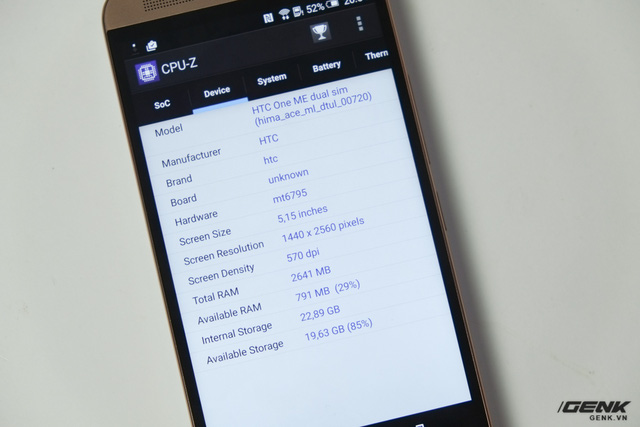 52%
CPU-Z
SoC Device System Battery Thern
Model HTC One ME dual sim
(hima_ace_ml_dtul_00720)
Manufacturer HTC
Brand htc
Board unknown
Hardware mt6795
Screen Size 5,15 inches
Screen Resolution 1440 x 2560 pixels
Screen Density 570 dpi
Total RAM 2641 MB
Available RAM 791 MB (29%)
Internal Storage 22,89 GB
Available Storage 19,63 GB (85%)
/GENK
GENK.VN